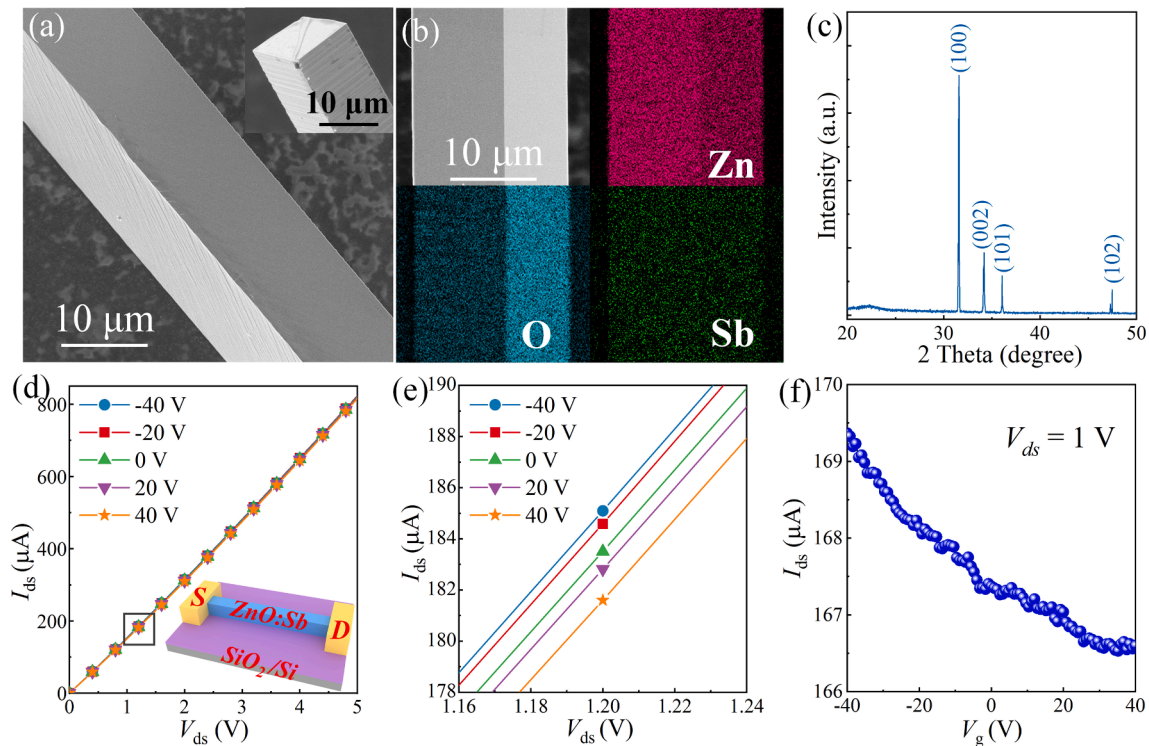 (a)
10 μm
10 μm
(b)
10 μm
Zn
O
Sb
(c)
Intensity (a.u.)
(100)
(002)
(101)
(102)
20 30 40 50
2 Theta (degree)
(d)
-40 V
-20 V
0 V
20 V
40 V
800
600
400
200
0
I_ds (μA)
S
ZnO:Sb
D
SiO₂/Si
0 1 2 3 4 5
V_ds (V)
(e)
-40 V
-20 V
0 V
20 V
40 V
190
188
186
184
182
180
178
I_ds (μA)
1.16 1.18 1.20 1.22 1.24
V_ds (V)
(f)
V_ds = 1 V
170
169
168
167
166
I_ds (μA)
-40 -20 0 20 40
V_g (V)